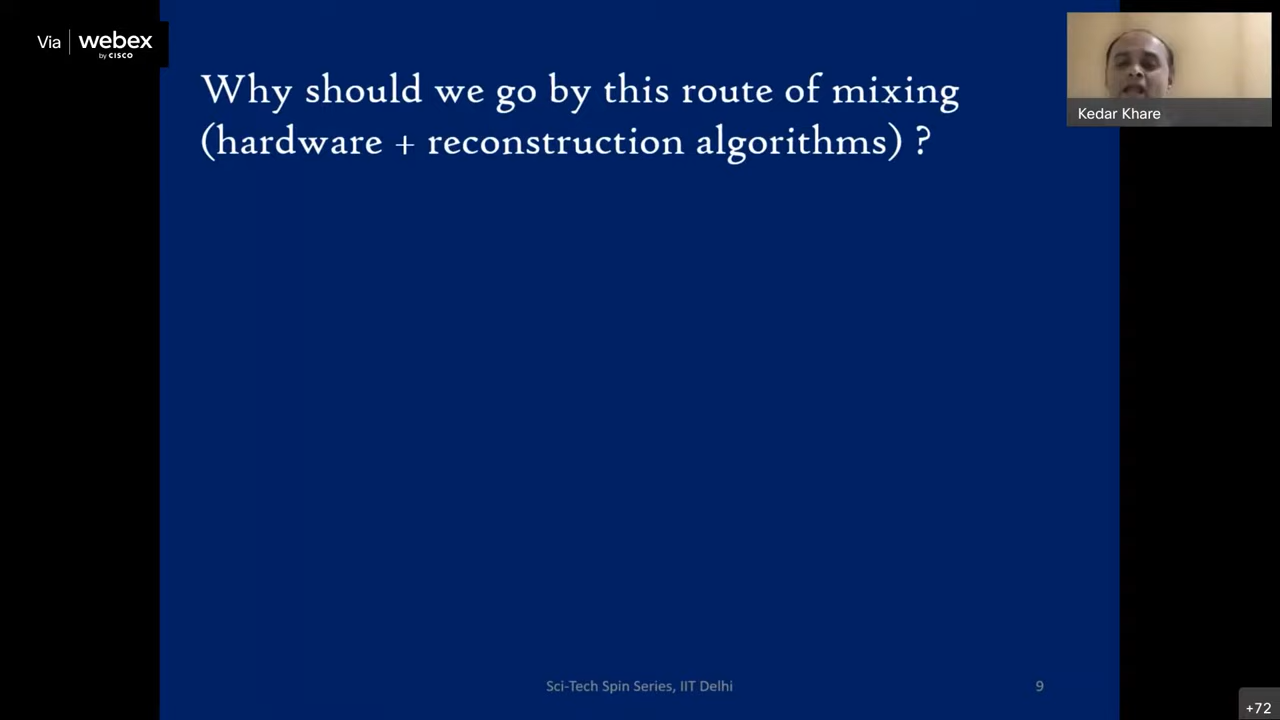 Via webex
by CISCO
Why should we go by this route of mixing
(hardware + reconstruction algorithms) ?
Kedar Khare
Sci-Tech Spin Series, IIT Delhi
9
+72